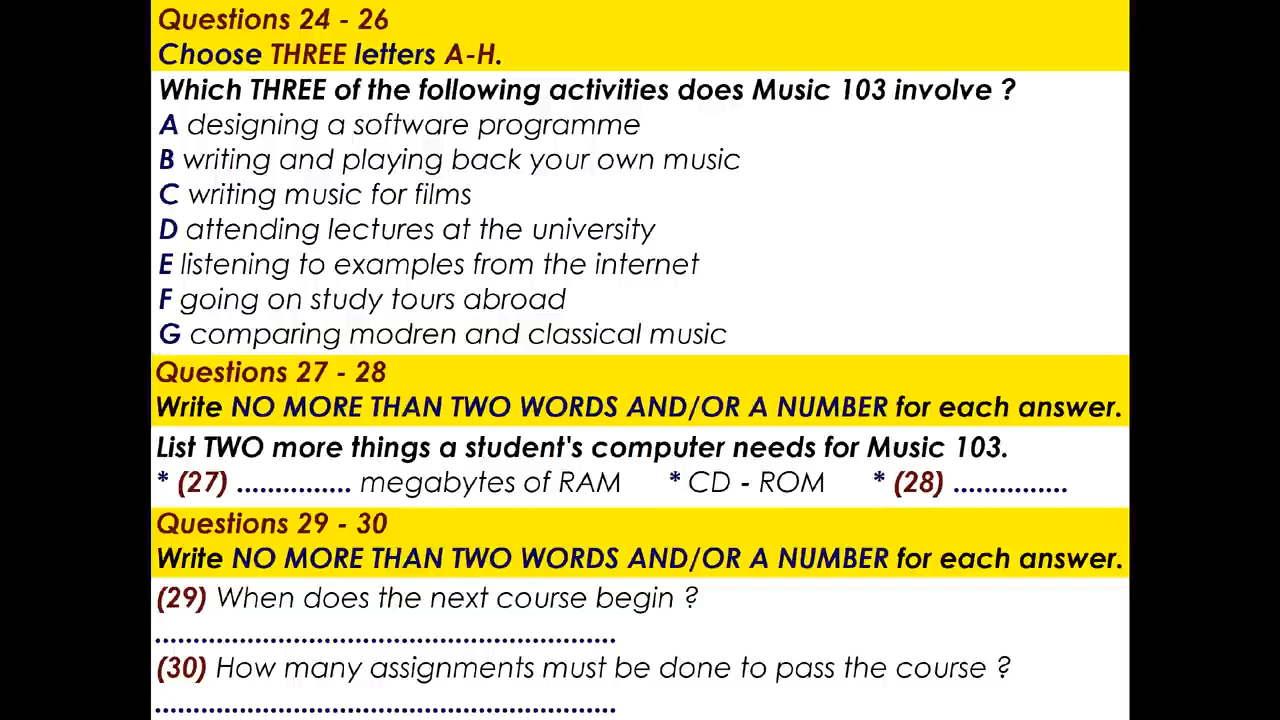 Questions 24 - 26
Choose THREE letters A-H.
Which THREE of the following activities does Music 103 involve ?
A designing a software programme
B writing and playing back your own music
C writing music for films
D attending lectures at the university
E listening to examples from the internet
F going on study tours abroad
G comparing modren and classical music
Questions 27 - 28
Write NO MORE THAN TWO WORDS AND/OR A NUMBER for each answer.
List TWO more things a student's computer needs for Music 103.
* (27) ............... megabytes of RAM * CD - ROM * (28) ...............
Questions 29 - 30
Write NO MORE THAN TWO WORDS AND/OR A NUMBER for each answer.
(29) When does the next course begin ?
............................................................
(30) How many assignments must be done to pass the course ?
............................................................